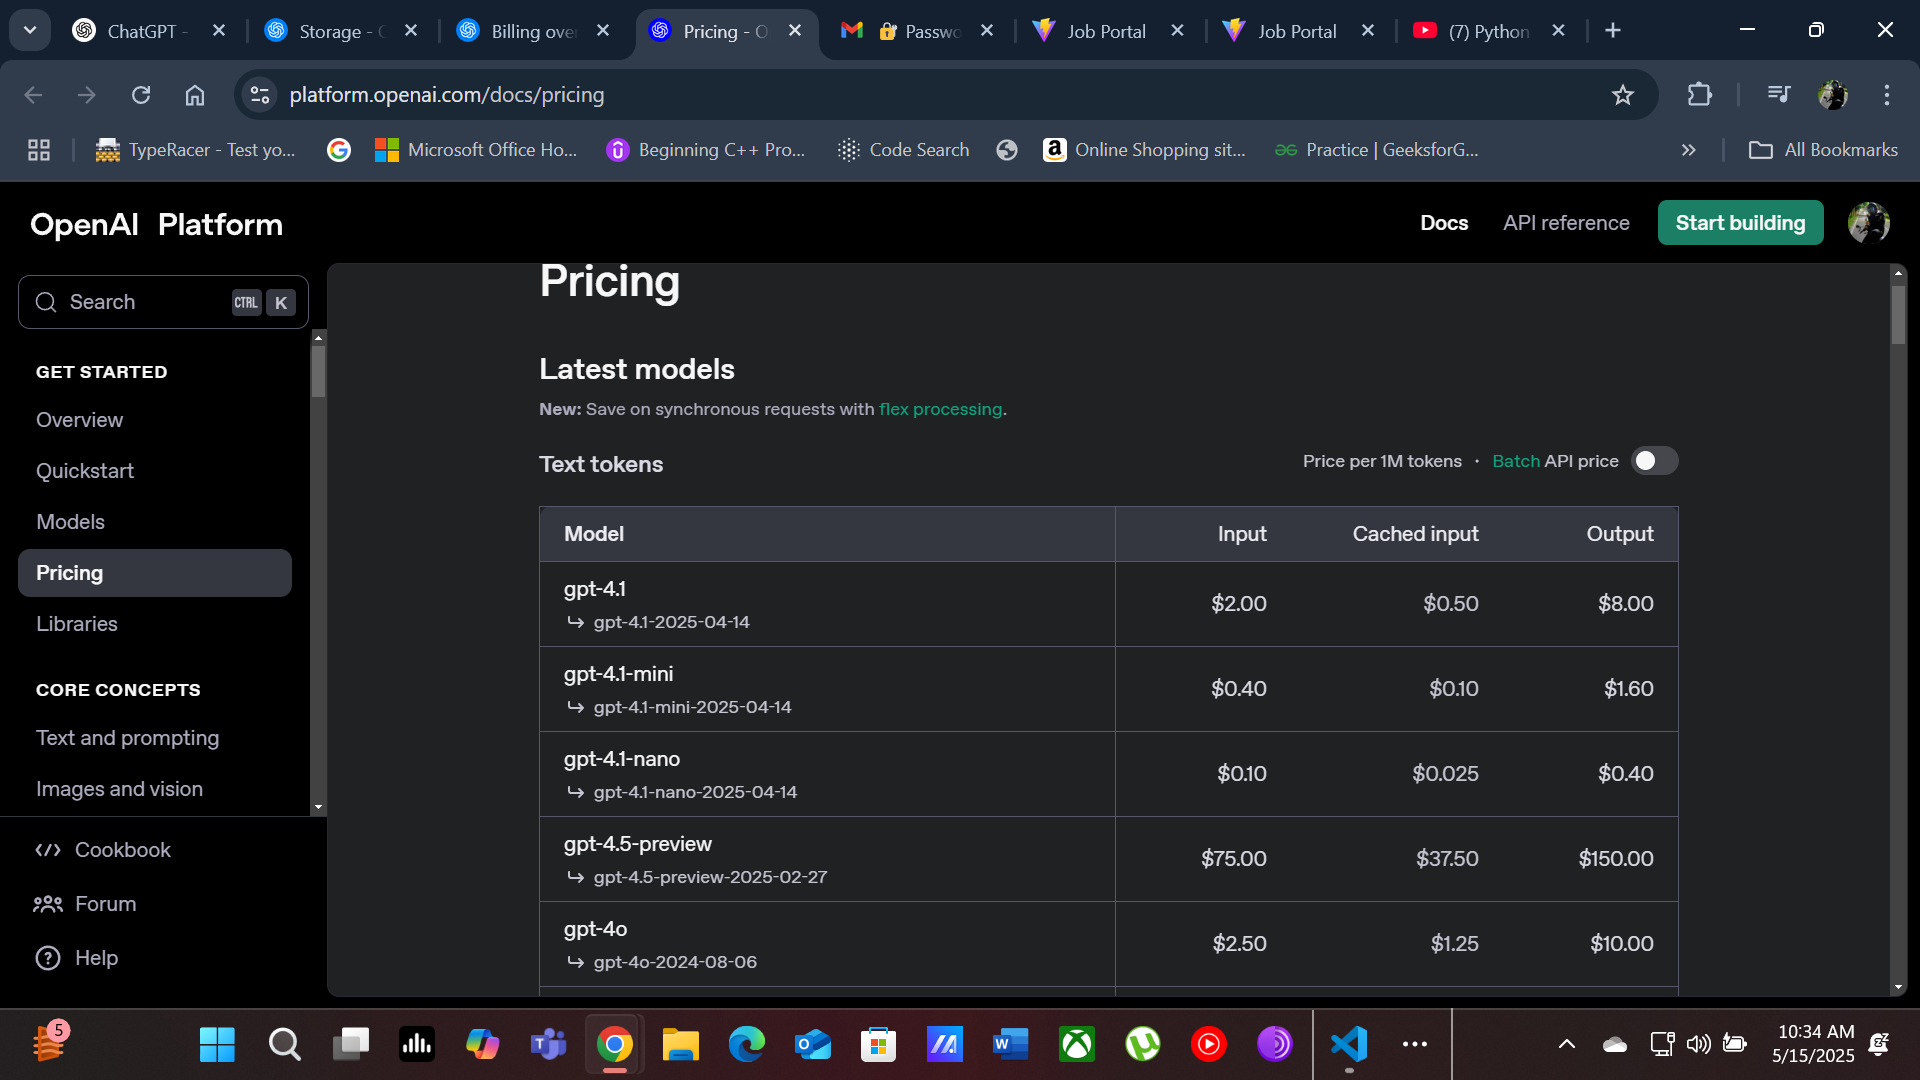 ChatGPT -
Storage -
Billing ove
Pricing - O
Passwo
Job Portal
Job Portal
(7) Python
platform.openai.com/docs/pricing
TypeRacer - Test yo...
Microsoft Office Ho...
Beginning C++ Pro...
Code Search
Online Shopping sit...
Practice | GeeksforG...
All Bookmarks
OpenAI Platform
Docs
API reference
Start building
Search
CTRL K
GET STARTED
Overview
Quickstart
Models
Pricing
Libraries
CORE CONCEPTS
Text and prompting
Images and vision
Cookbook
Forum
Help
Pricing
Latest models
New: Save on synchronous requests with flex processing.
Text tokens
Price per 1M tokens · Batch API price
Model Input Cached input Output
gpt-4.1
↳ gpt-4.1-2025-04-14
$2.00 $0.50 $8.00
gpt-4.1-mini
↳ gpt-4.1-mini-2025-04-14
$0.40 $0.10 $1.60
gpt-4.1-nano
↳ gpt-4.1-nano-2025-04-14
$0.10 $0.025 $0.40
gpt-4.5-preview
↳ gpt-4.5-preview-2025-02-27
$75.00 $37.50 $150.00
gpt-4o
↳ gpt-4o-2024-08-06
$2.50 $1.25 $10.00
5
10:34 AM
5/15/2025